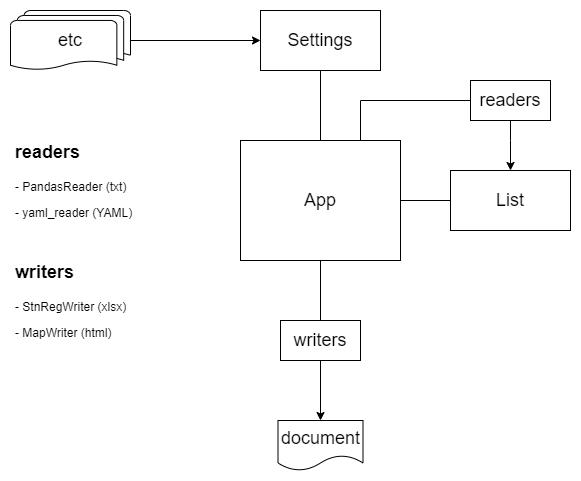 etc
Settings
readers
readers
- PandasReader (txt)
- yaml_reader (YAML)
App
List
writers
- StnRegWriter (xlsx)
- MapWriter (html)
writers
document